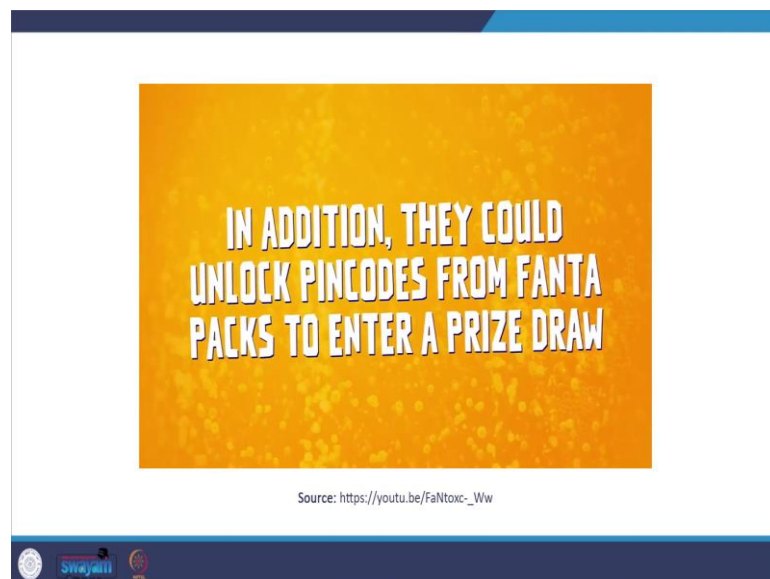 IN ADDITION, THEY COULD
UNLOCK PINCODES FROM FANTA
PACKS TO ENTER A PRIZE DRAW
Source: https://youtu.be/FaNtoxc-_Ww
swayam